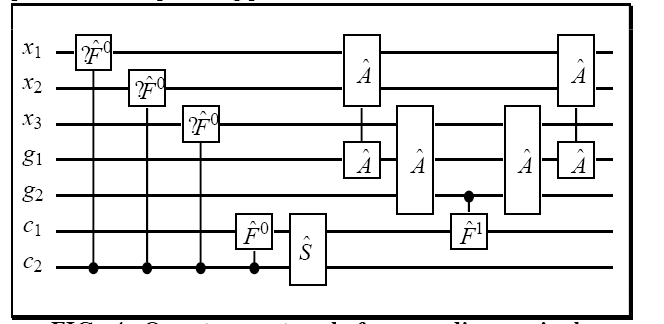 x₁ ?F̂⁰ Â Â
x₂ ?F̂⁰
x₃ ?F̂⁰
g₁ Â Â Â Â
g₂
c₁ F̂⁰ Ŝ F̂¹
c₂